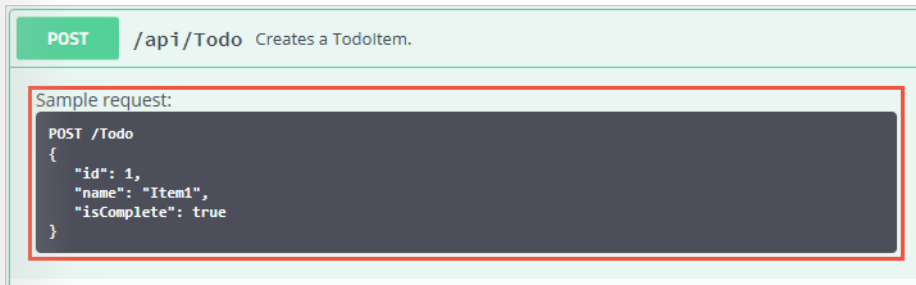 POST /api/Todo Creates a TodoItem.
Sample request:
POST /Todo
{
"id": 1,
"name": "Item1",
"isComplete": true
}